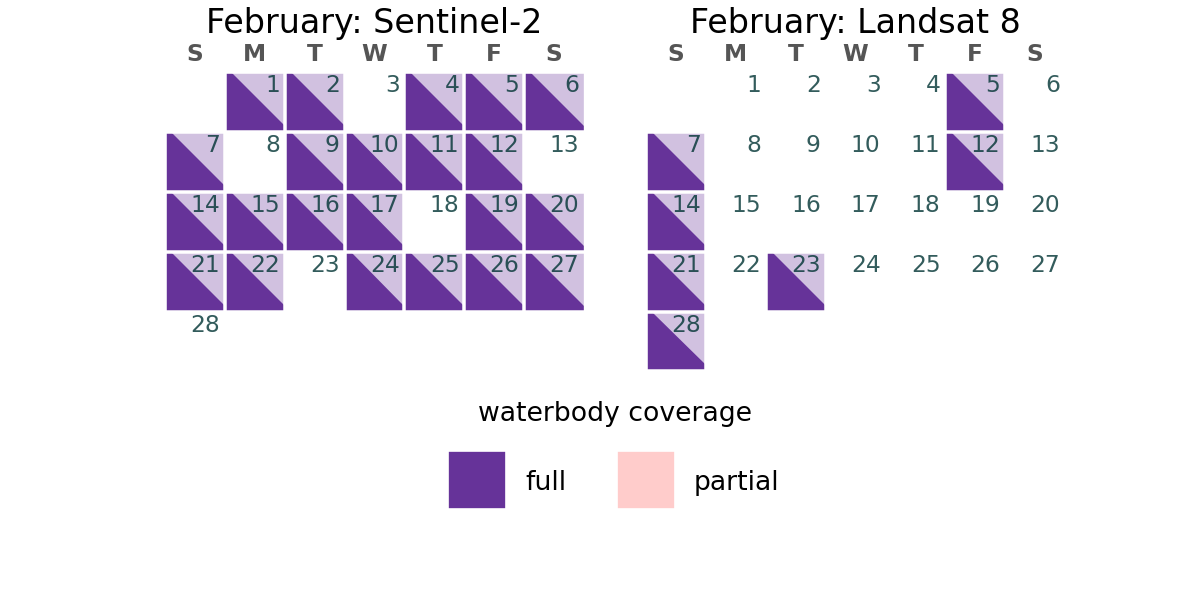 February: Sentinel-2
S M T W T F S
1 2 3 4 5 6
7 8 9 10 11 12 13
14 15 16 17 18 19 20
21 22 23 24 25 26 27
28
February: Landsat 8
S M T W T F S
1 2 3 4 5 6
7 8 9 10 11 12 13
14 15 16 17 18 19 20
21 22 23 24 25 26 27
28
waterbody coverage
full partial